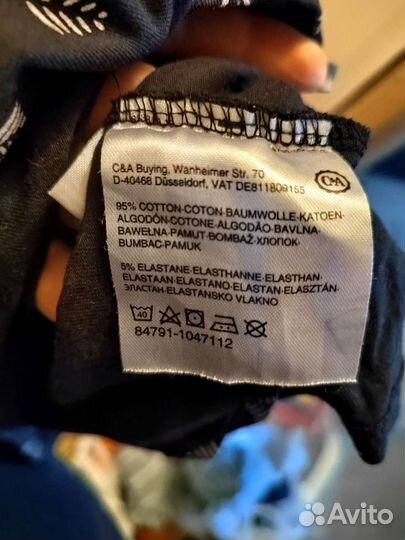 C&A Buying, Wanheimer Str. 70
D-40468 Düsseldorf, VAT DE811809155
C&A
95% COTTON-COTON-BAUMWOLLE-KATOEN-
ALGODÓN-COTONE-ALGODÃO-BAVLNA-
BAWEŁNA-PAMUT-BOMBAŽ-ХЛОПОК-
BUMBAC-PAMUK
5% ELASTANE-ELASTHANNE-ELASTHAN-
ELASTAAN-ELASTANO-ELASTAN-ELASZTÁN-
ЭЛАСТАН-ELASTANSKO VLAKNO
40
84791-1047112
Avito